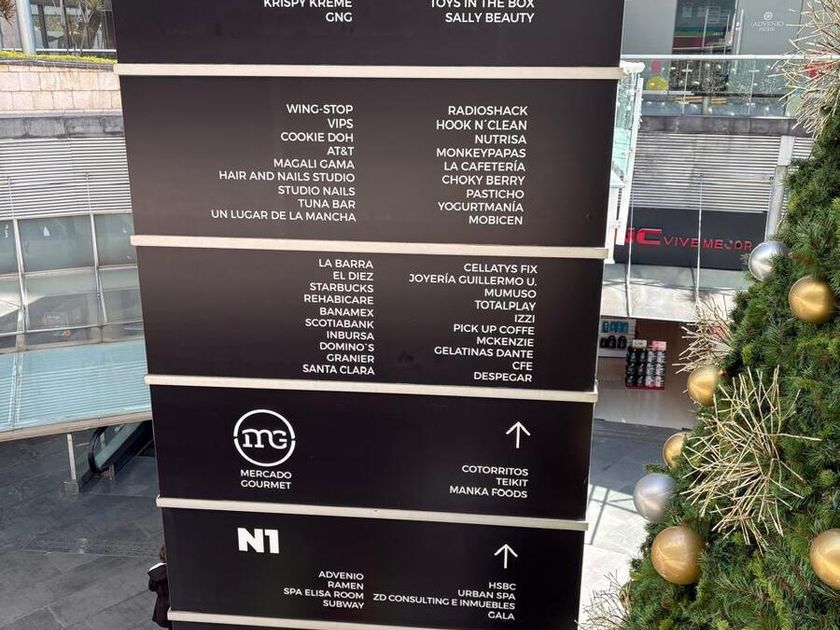 KRISPY KREME
GNG
TOYS IN THE BOX
SALLY BEAUTY
WING-STOP
VIPS
COOKIE DOH
AT&T
MAGALI GAMA
HAIR AND NAILS STUDIO
STUDIO NAILS
TUNA BAR
UN LUGAR DE LA MANCHA
RADIOSHACK
HOOK N´CLEAN
NUTRISA
MONKEYPAPAS
LA CAFETERÍA
CHOKY BERRY
PASTICHO
YOGURTMANÍA
MOBICEN
LA BARRA
EL DIEZ
STARBUCKS
REHABICARE
BANAMEX
SCOTIABANK
INBURSA
DOMINO`S
GRANIER
SANTA CLARA
CELLATYS FIX
JOYERÍA GUILLERMO U.
MUMUSO
TOTALPLAY
IZZI
PICK UP COFFE
MCKENZIE
GELATINAS DANTE
CFE
DESPEGAR
mG
MERCADO
GOURMET
COTORRITOS
TEIKIT
MANKA FOODS
N1
ADVENIO
RAMEN
SPA ELISA ROOM
SUBWAY
HSBC
URBAN SPA
ZD CONSULTING E INMUEBLES
GALA
ADVENIO
VIVE MEJOR